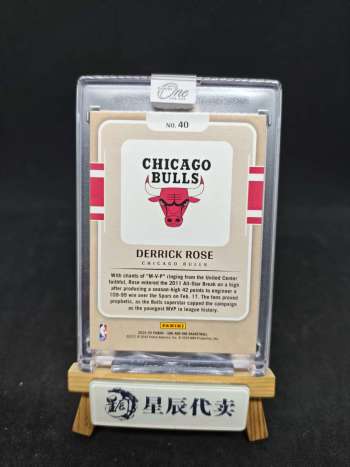 One
NO. 40
CHICAGO
BULLS
DERRICK ROSE
CHICAGO BULLS
With chants of "M-V-P" ringing from the United Center
faithful, Rose entered the 2011 All-Star Break on a high
after producing a season-high 42 points to engineer a
109-99 win over the Spurs on Feb. 17. The fans proved
prophetic, as the Bulls superstar capped the campaign
as the youngest MVP in league history.
PANINI
星辰代卖